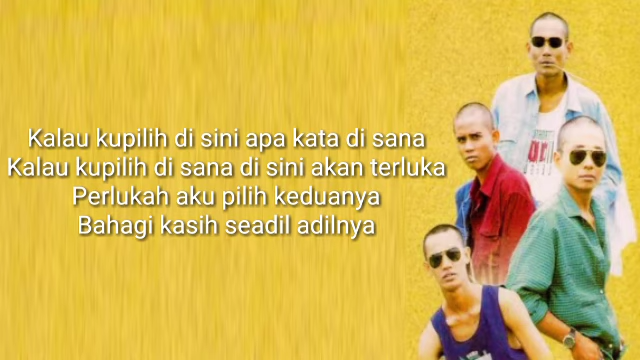 Kalau kupilih di sini apa kata di sana
Kalau kupilih di sana di sini akan terluka
Perlukah aku pilih keduanya
Bahagi kasih seadil adilnya